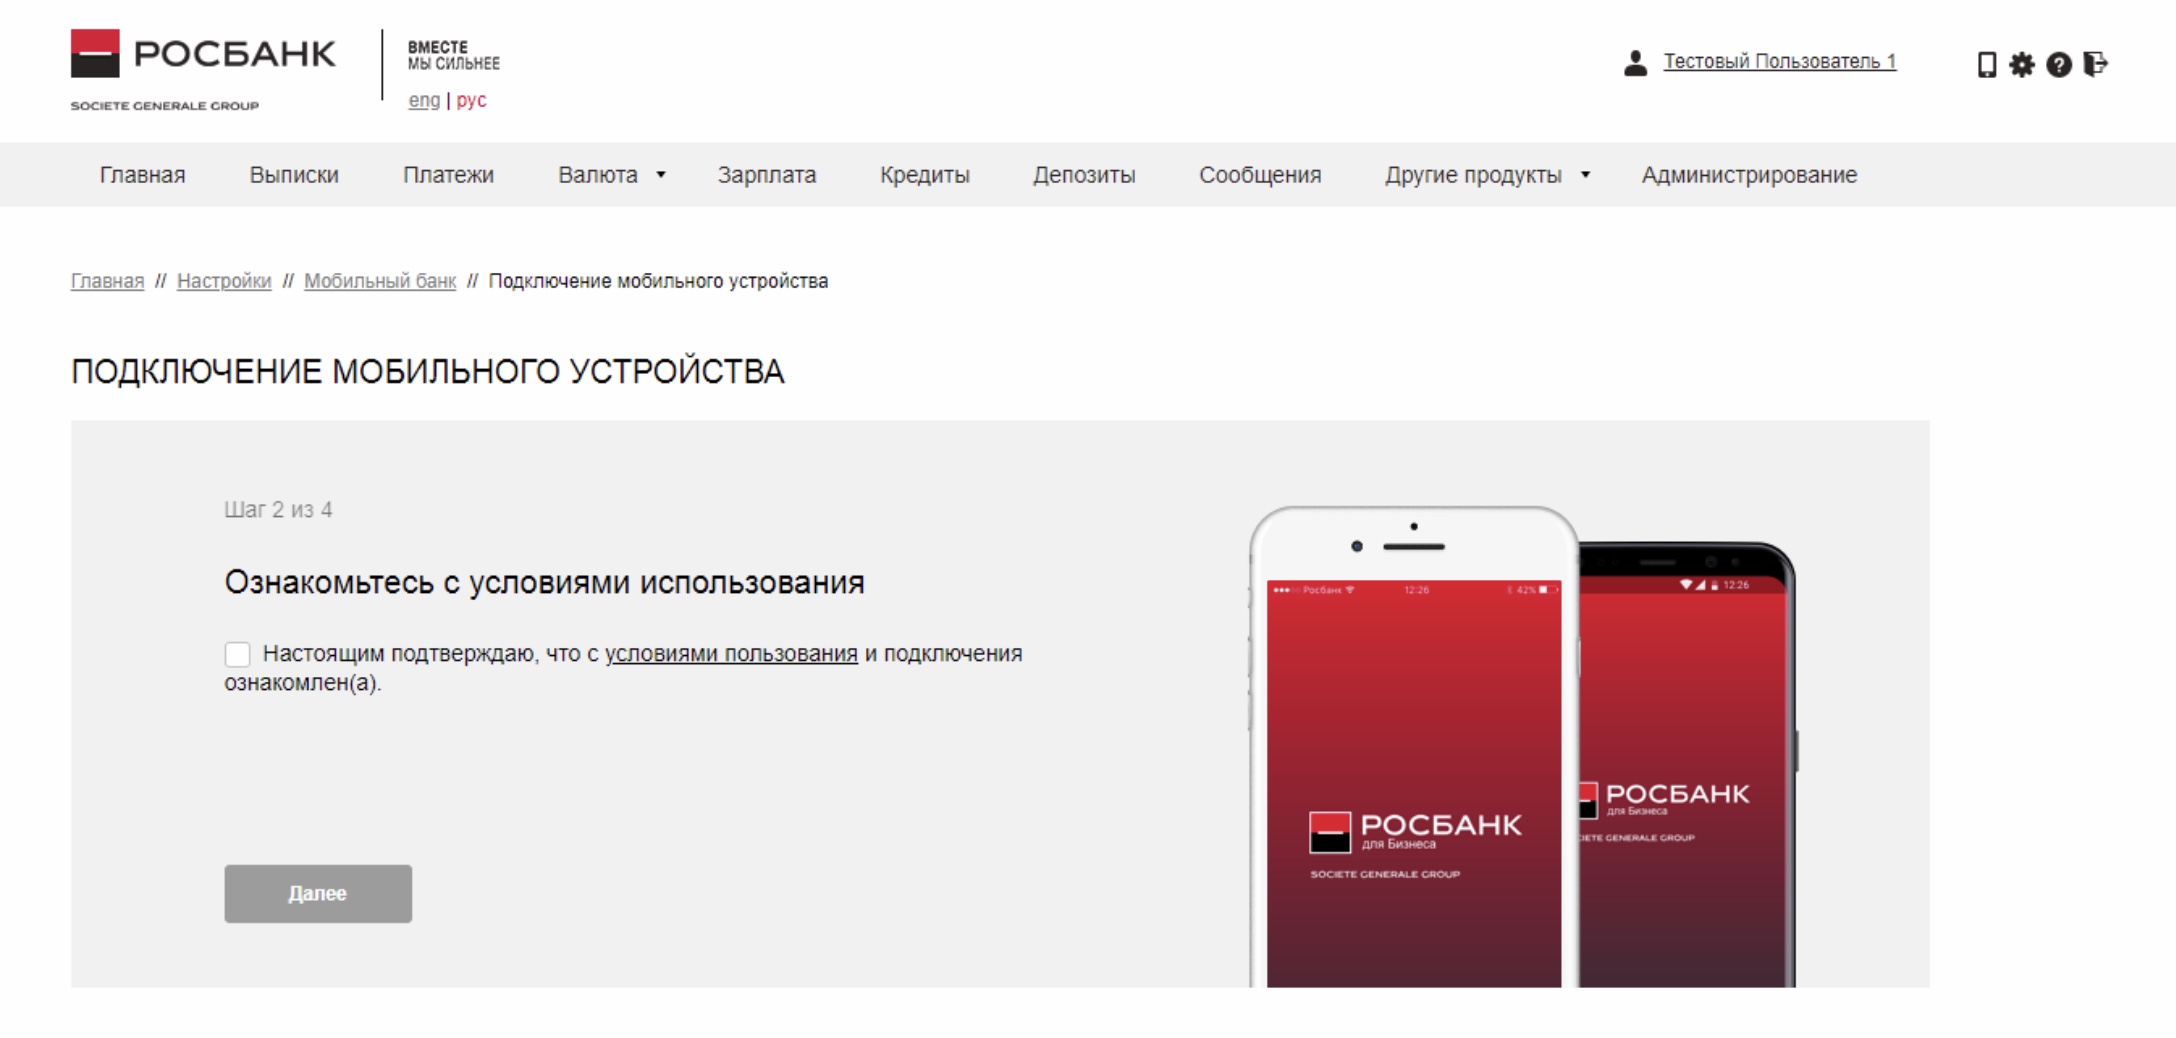 РОСБАНК
SOCIETE GENERALE GROUP
ВМЕСТЕ
МЫ СИЛЬНЕЕ
eng | рус
Тестовый Пользователь 1
Главная Выписки Платежи Валюта Зарплата Кредиты Депозиты Сообщения Другие продукты Администрирование
Главная // Настройки // Мобильный банк // Подключение мобильного устройства
ПОДКЛЮЧЕНИЕ МОБИЛЬНОГО УСТРОЙСТВА
Шаг 2 из 4
Ознакомьтесь с условиями использования
Настоящим подтверждаю, что с условиями пользования и подключения
ознакомлен(а).
Далее
Росбанк 12:26 42%
РОСБАНК
для Бизнеса
SOCIETE GENERALE GROUP
12:26
РОСБАНК
для Бизнеса
GENERALE GROUP